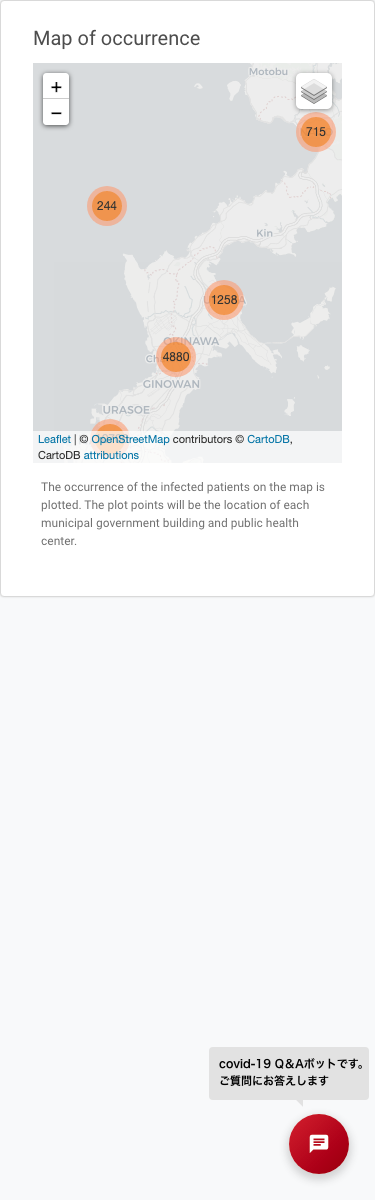 Map of occurrence
+
−
Motobu
715
244
Kin
1258
OKINAWA
4880
GINOWAN
URASOE
Leaflet | © OpenStreetMap contributors © CartoDB,
CartoDB attributions
The occurrence of the infected patients on the map is
plotted. The plot points will be the location of each
municipal government building and public health
center.
covid-19 Q&Aボットです。
ご質問にお答えします